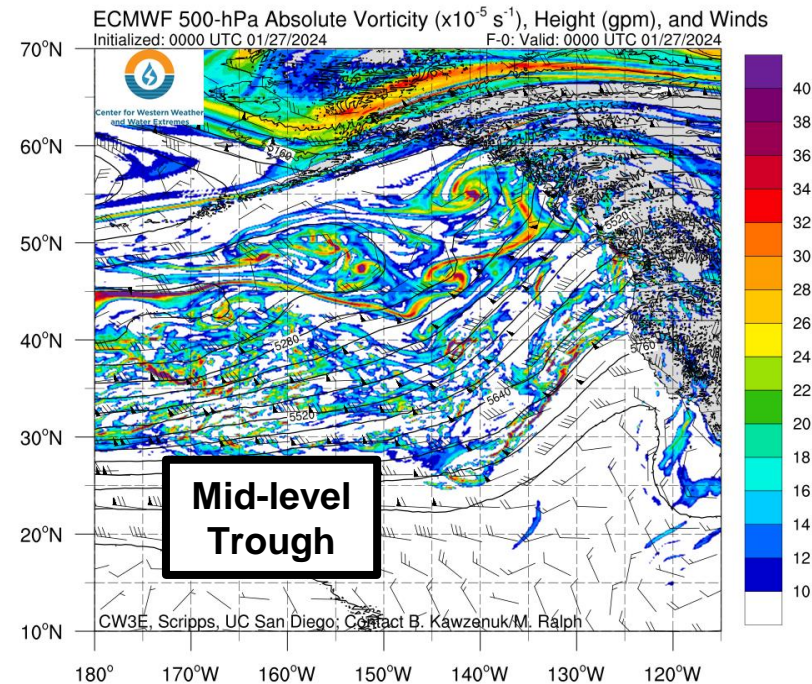 ECMWF 500-hPa Absolute Vorticity (x10⁻⁵ s⁻¹), Height (gpm), and Winds
Initialized: 0000 UTC 01/27/2024 F-0: Valid: 0000 UTC 01/27/2024
Center for Western Weather
and Water Extremes
70°N
60°N
50°N
40°N
30°N
20°N
10°N
5160
5520
5280
5760
5640
5520
Mid-level
Trough
CW3E, Scripps, UC San Diego; Contact B. Kawzenuk/M. Ralph
180°
170°W
160°W
150°W
140°W
130°W
120°W
40
38
36
34
32
30
28
26
24
22
20
18
16
14
12
10